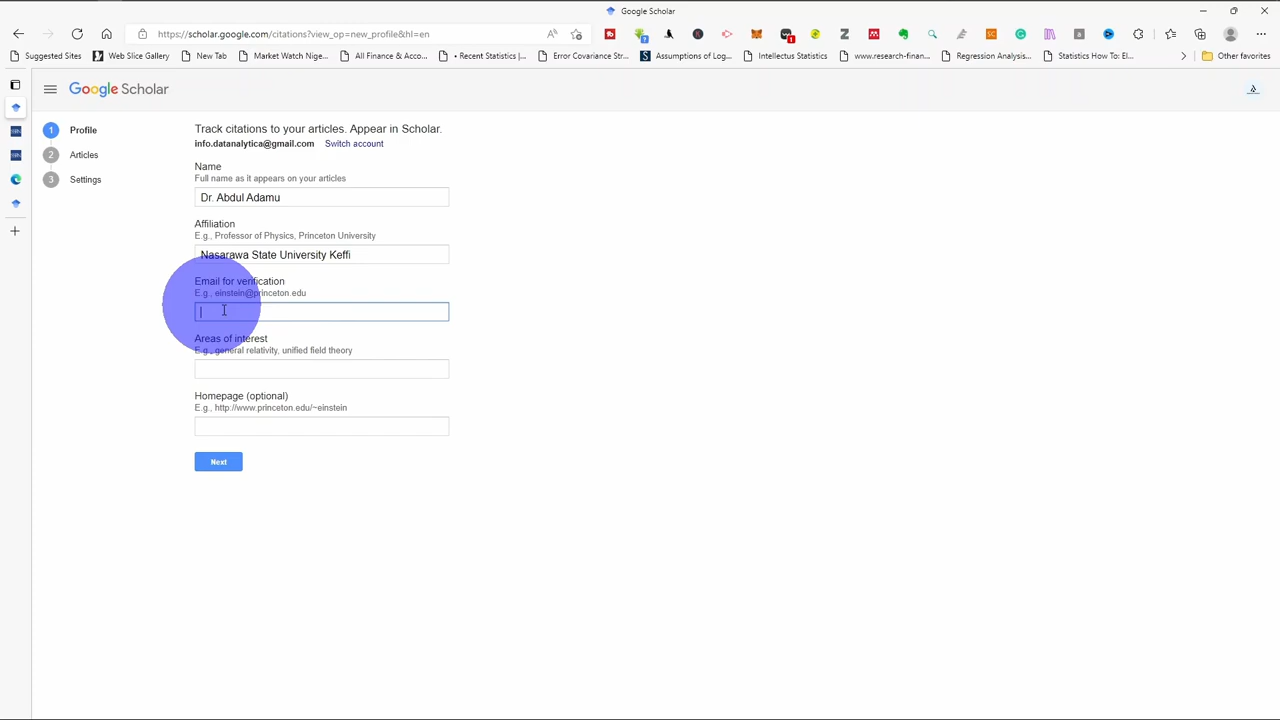 Google Scholar
https://scholar.google.com/citations?view_op=new_profile&hl=en
Suggested Sites
Web Slice Gallery
New Tab
Market Watch Nige...
All Finance & Acco...
• Recent Statistics |...
Error Covariance Str...
Assumptions of Log...
Intellectus Statistics
www.research-finan...
Regression Analysis...
Statistics How To: El...
Other favorites
Google Scholar
1 Profile
2 Articles
3 Settings
Track citations to your articles. Appear in Scholar.
info.datanalytica@gmail.com Switch account
Name
Full name as it appears on your articles
Dr. Abdul Adamu
Affiliation
E.g., Professor of Physics, Princeton University
Nasarawa State University Keffi
Email for verification
E.g., einstein@princeton.edu
Areas of interest
E.g., general relativity, unified field theory
Homepage (optional)
E.g., http://www.princeton.edu/~einstein
Next